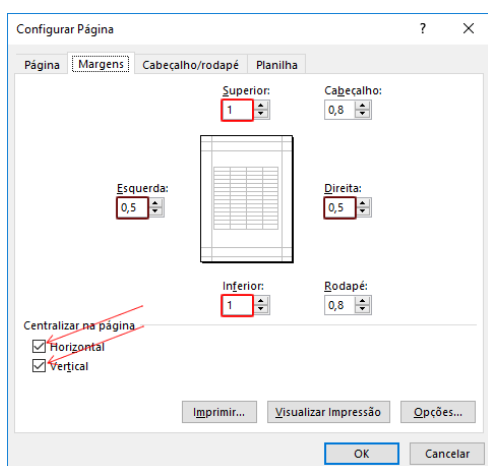 Configurar Página ? ×
Página Margens Cabeçalho/rodapé Planilha
Superior: Cabeçalho:
1 0,8
Esquerda: Direita:
0,5 0,5
Inferior: Rodapé:
1 0,8
Centralizar na página
Horizontal
Vertical
Imprimir... Visualizar Impressão Opções...
OK Cancelar